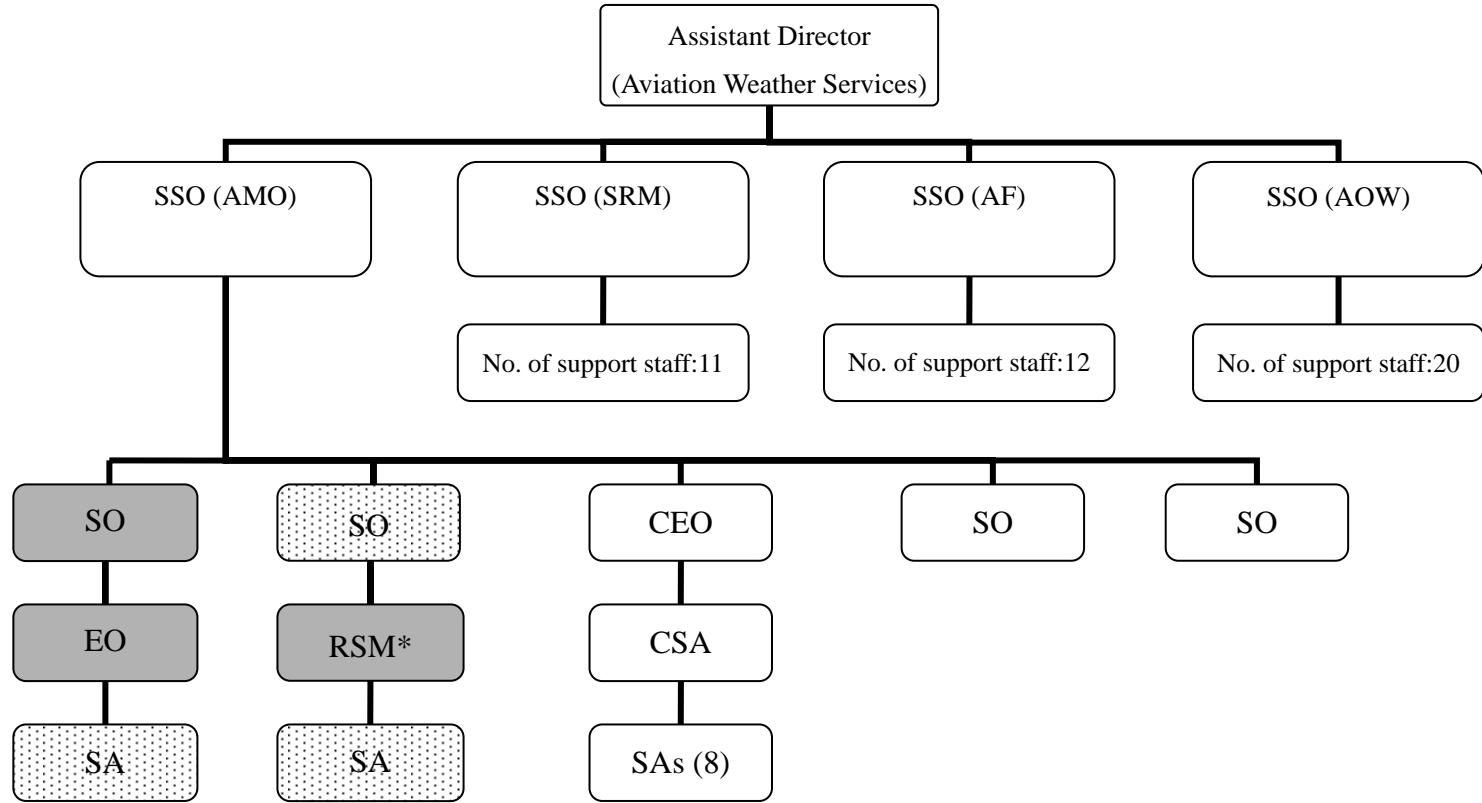 Assistant Director
(Aviation Weather Services)
SSO (AMO)
SSO (SRM)
SSO (AF)
SSO (AOW)
No. of support staff:11
No. of support staff:12
No. of support staff:20
SO
SO
CEO
SO
SO
EO
RSM*
CSA
SA
SA
SAs (8)